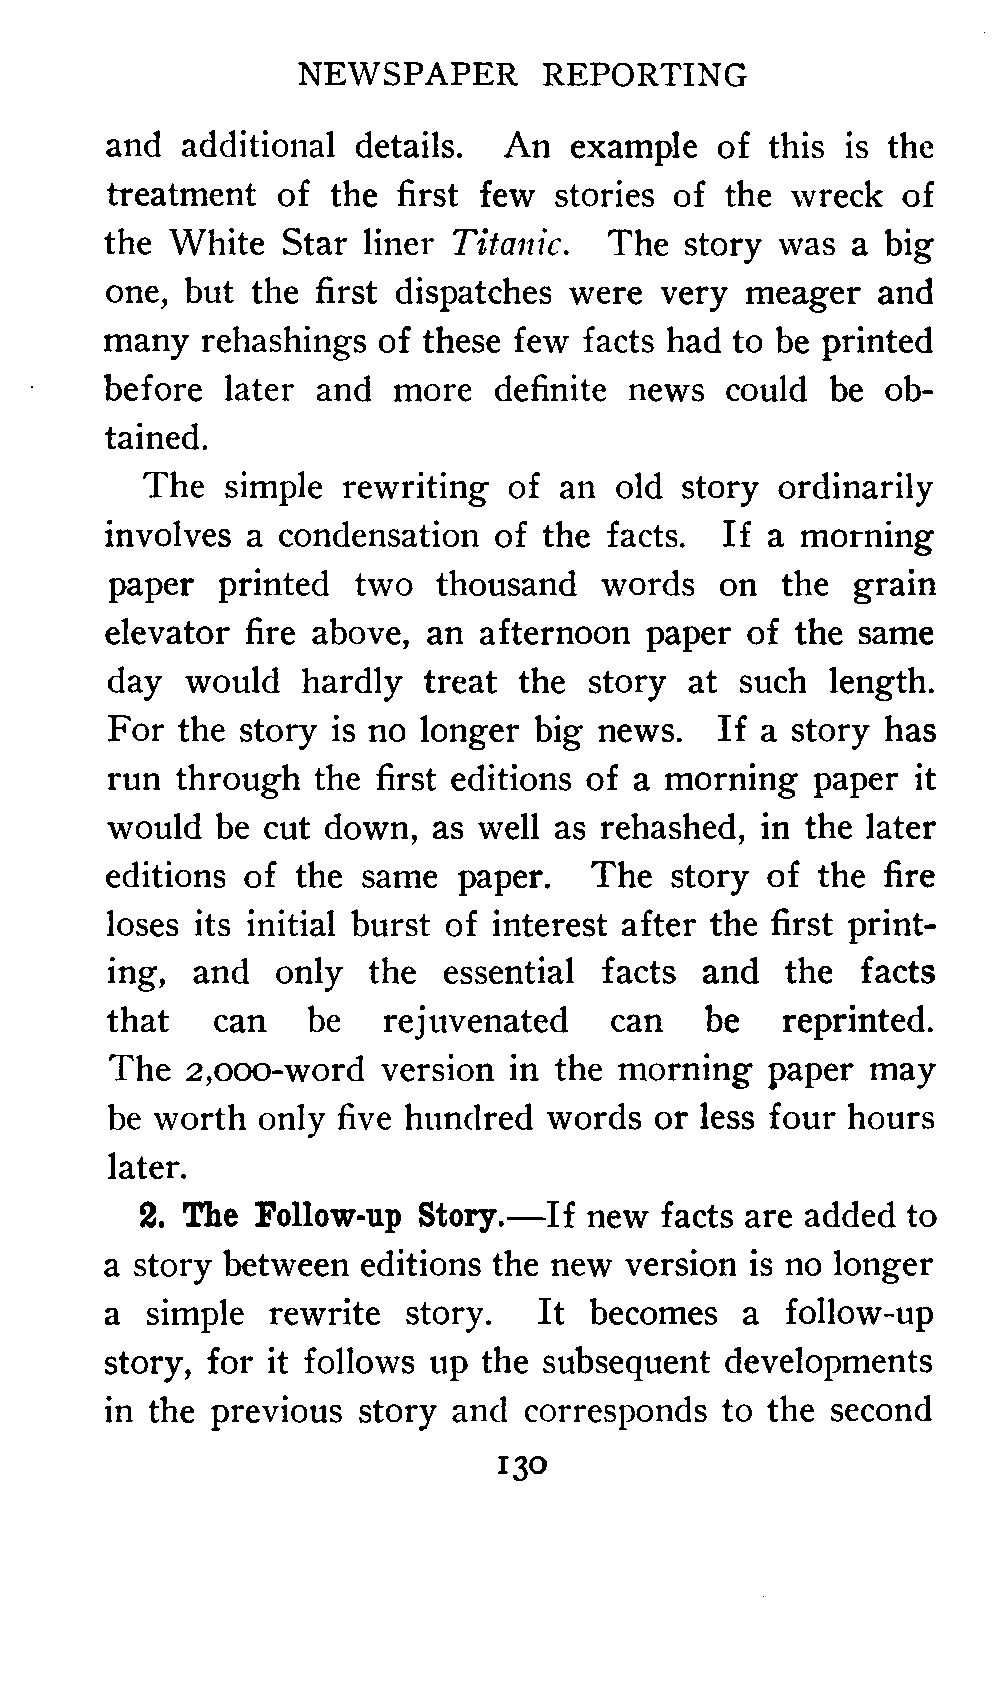 NEWSPAPER REPORTING
and additional details. An example of this is the
treatment of the first few stories of the wreck of
the White Star liner Titanic. The story was a big
one, but the first dispatches were very meager and
many rehashings of these few facts had to be printed
before later and more definite news could be ob-
tained.
The simple rewriting of an old story ordinarily
involves a condensation of the facts. If a morning
paper printed two thousand words on the grain
elevator fire above, an afternoon paper of the same
day would hardly treat the story at such length.
For the story is no longer big news. If a story has
run through the first editions of a morning paper it
would be cut down, as well as rehashed, in the later
editions of the same paper. The story of the fire
loses its initial burst of interest after the first print-
ing, and only the essential facts and the facts
that can be rejuvenated can be reprinted.
The 2,000-word version in the morning paper may
be worth only five hundred words or less four hours
later.
2. The Follow-up Story.—If new facts are added to
a story between editions the new version is no longer
a simple rewrite story. It becomes a follow-up
story, for it follows up the subsequent developments
in the previous story and corresponds to the second
130